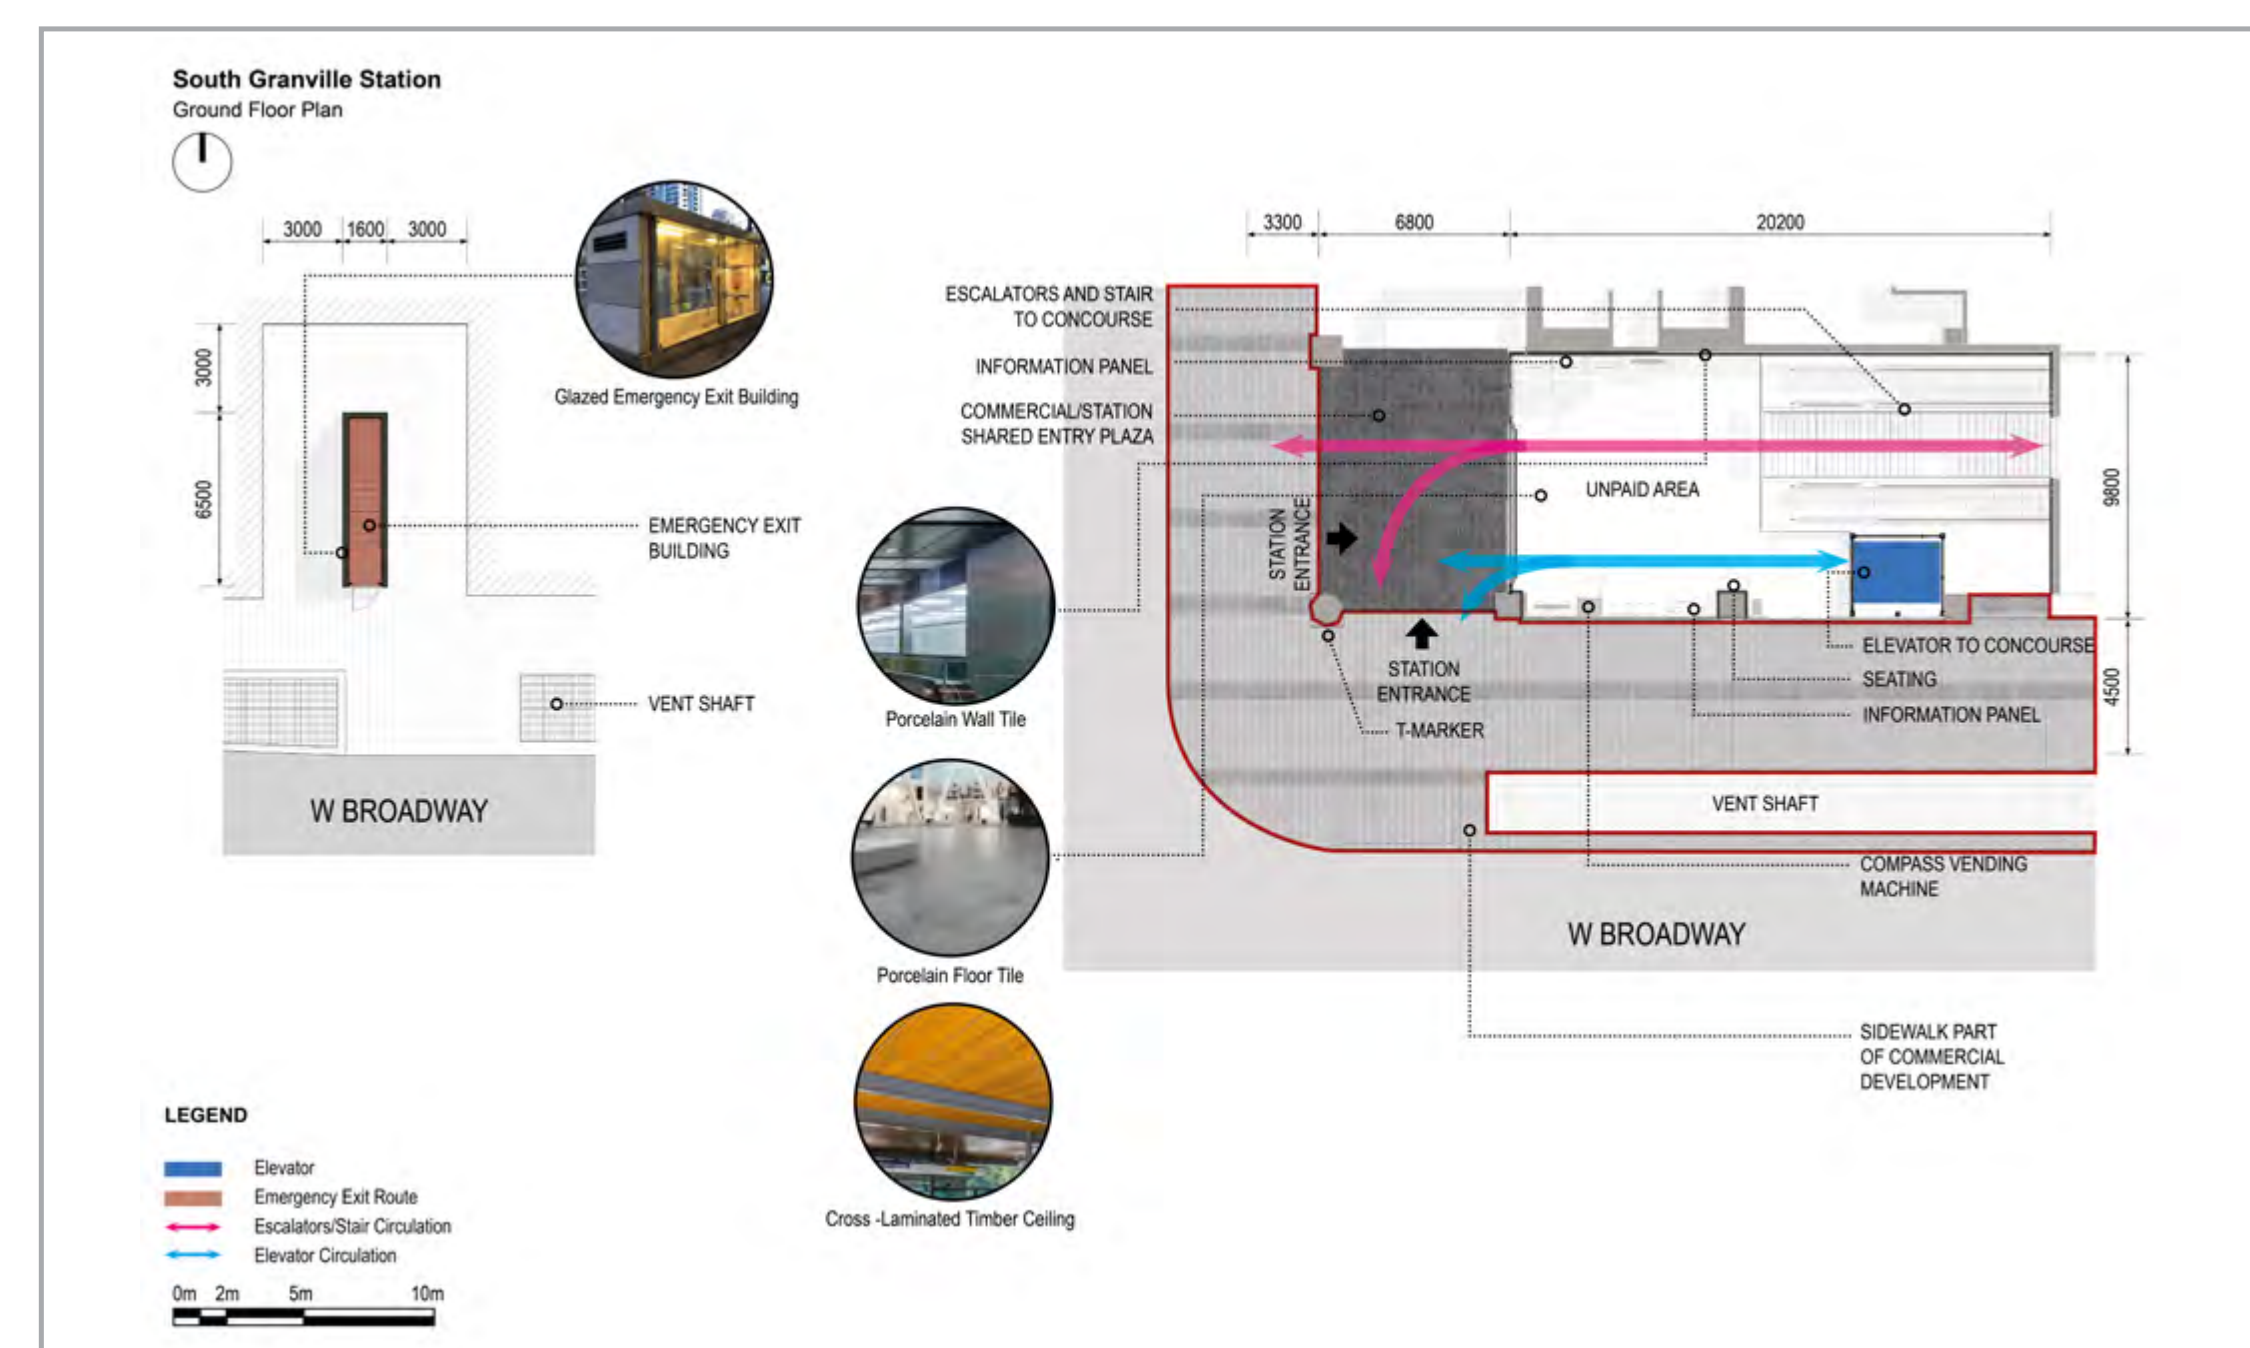 South Granville Station
Ground Floor Plan
3000 1600 3000
3000
6500
Glazed Emergency Exit Building
EMERGENCY EXIT
BUILDING
VENT SHAFT
W BROADWAY
3300 6800 20200
ESCALATORS AND STAIR
TO CONCOURSE
INFORMATION PANEL
COMMERCIAL/STATION
SHARED ENTRY PLAZA
UNPAID AREA
9800
STATION
ENTRANCE
STATION
ENTRANCE
T-MARKER
ELEVATOR TO CONCOURSE
SEATING
INFORMATION PANEL
4500
VENT SHAFT
COMPASS VENDING
MACHINE
W BROADWAY
SIDEWALK PART
OF COMMERCIAL
DEVELOPMENT
Porcelain Wall Tile
Porcelain Floor Tile
Cross -Laminated Timber Ceiling
LEGEND
Elevator
Emergency Exit Route
Escalators/Stair Circulation
Elevator Circulation
0m 2m 5m 10m